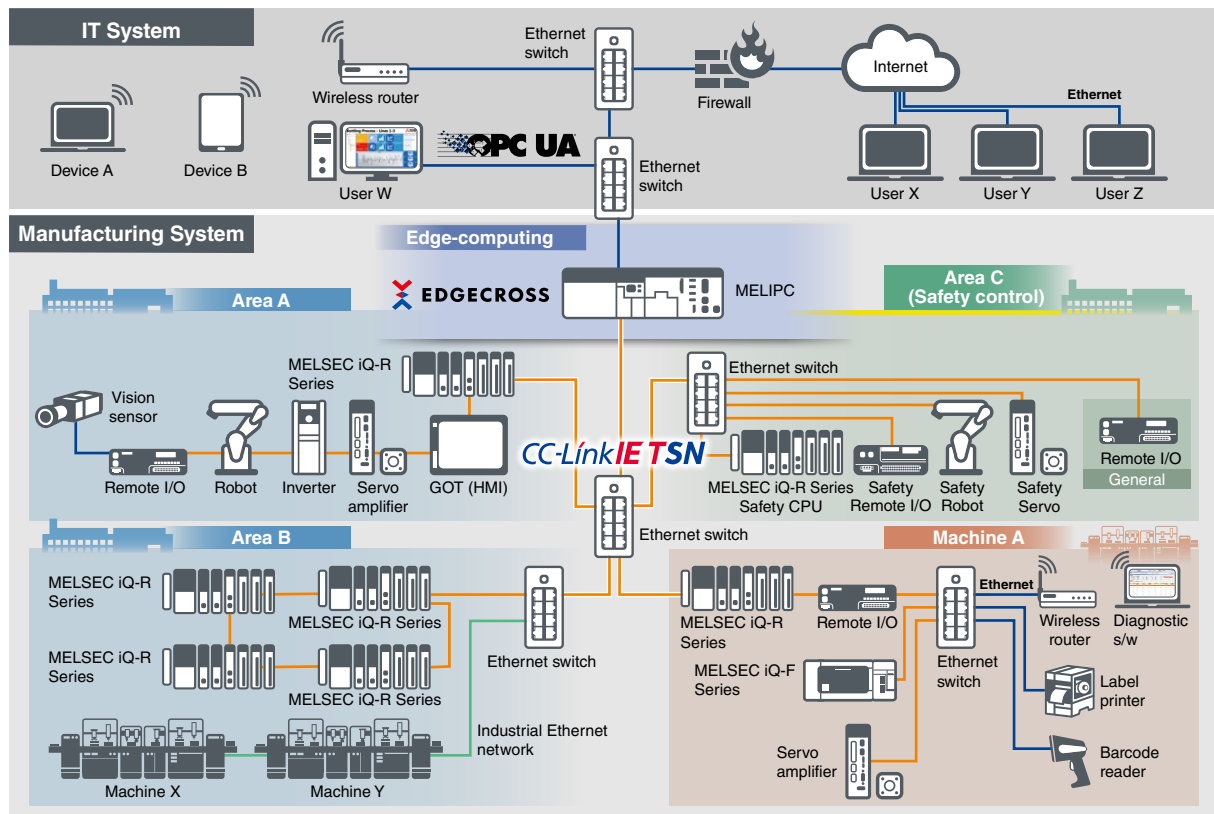 IT System
Ethernet
switch
Wireless router
Firewall
Internet
Ethernet
Device A
Device B
User W
OPC UA
Ethernet
switch
User X
User Y
User Z
Manufacturing System
Edge-computing
EDGECROSS
MELIPC
Area A
MELSEC iQ-R
Series
Vision
sensor
Remote I/O
Robot
Inverter
Servo
amplifier
GOT (HMI)
CC-Link IE TSN
Area C
(Safety control)
Ethernet switch
MELSEC iQ-R Series
Safety CPU
Safety
Remote I/O
Safety
Robot
Safety
Servo
Remote I/O
General
Ethernet switch
Area B
MELSEC iQ-R
Series
MELSEC iQ-R Series
MELSEC iQ-R
Series
MELSEC iQ-R Series
Ethernet switch
Industrial Ethernet
network
Machine X
Machine Y
Machine A
MELSEC iQ-R
Series
Remote I/O
Ethernet
Wireless
router
Diagnostic
s/w
MELSEC iQ-F
Series
Ethernet
switch
Label
printer
Servo
amplifier
Barcode
reader